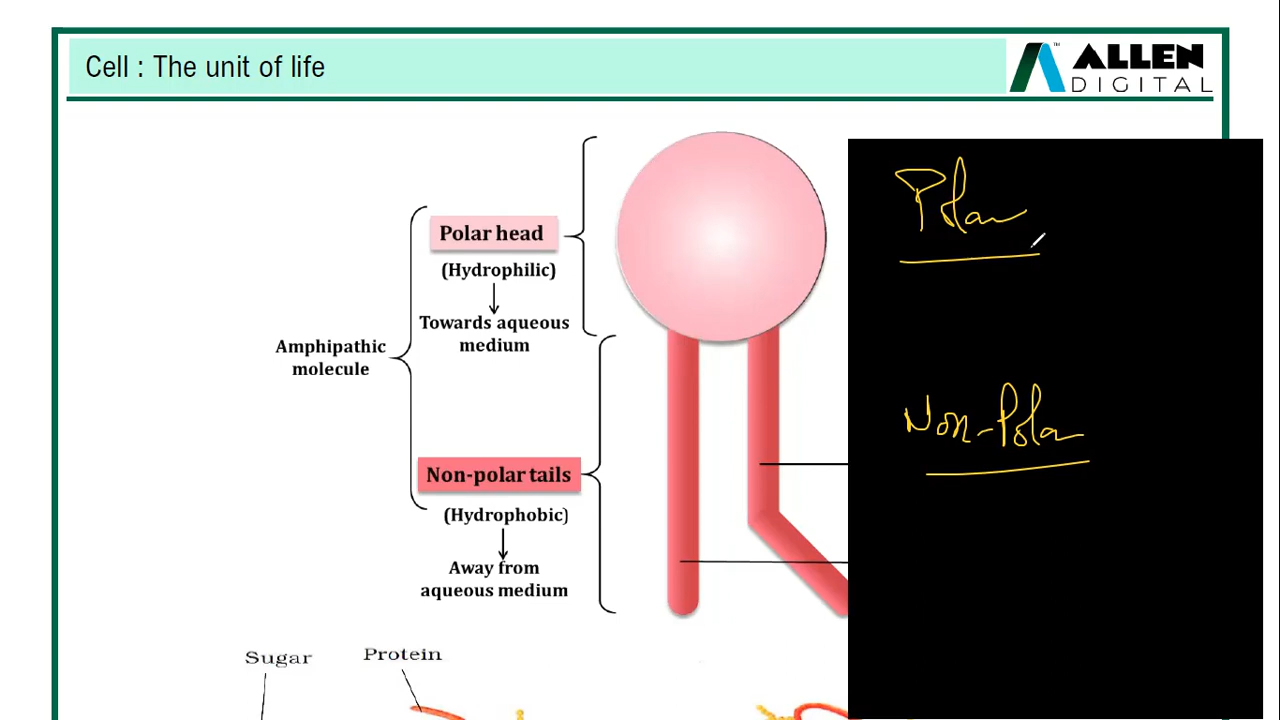 Cell : The unit of life
ALLEN
DIGITAL
TM
Polar head
(Hydrophilic)
Towards aqueous
medium
Amphipathic
molecule
Non-polar tails
(Hydrophobic)
Away from
aqueous medium
Sugar
Protein
Polar
Non-Polar